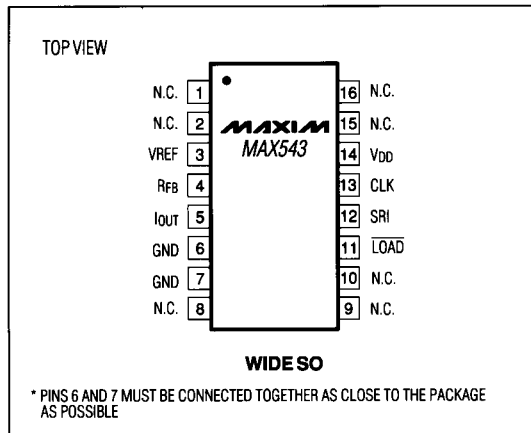 TOP VIEW
N.C. 1
N.C. 2
VREF 3
RFB 4
IOUT 5
GND 6
GND 7
N.C. 8
MAXIM
MAX543
16 N.C.
15 N.C.
14 VDD
13 CLK
12 SRI
11 LOAD
10 N.C.
9 N.C.
WIDE SO
* PINS 6 AND 7 MUST BE CONNECTED TOGETHER AS CLOSE TO THE PACKAGE
AS POSSIBLE